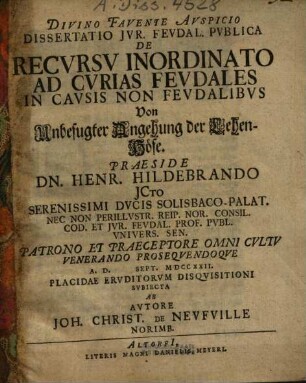 A. Diss. 4528
DIVINO FAVENTE AVSPICIO
DISSERTATIO JVR. FEVDAL. PVBLICA
DE
RECVRSV INORDINATO
AD CVRIAS FEVDALES
IN CAVSIS NON FEVDALIBVS
Von
Unbefugter Angehung der Lehen-
Höfe.
PRAESIDE
DN. HENR. HILDEBRANDO
JCto
SERENISSIMI DVCIS SOLISBACO-PALAT.
NEC NON PERILLVSTR. REIP. NOR. CONSIL.
COD. ET JVR. FEVDAL. PROF. PVBL.
VNIVERS. SEN.
PATRONO ET PRAECEPTORE OMNI CVLTV
VENERANDO PROSEQVENDOQVE
A. D. SEPT. MDCCXXII.
PLACIDAE ERVDITORVM DISQVISITIONI
SVBIECTA
AB
AVTORE
JOH. CHRIST. DE NEVFVILLE
NORIMB.
ALTORFI,
LITERIS MAGNI DANIELIS MEYERI.